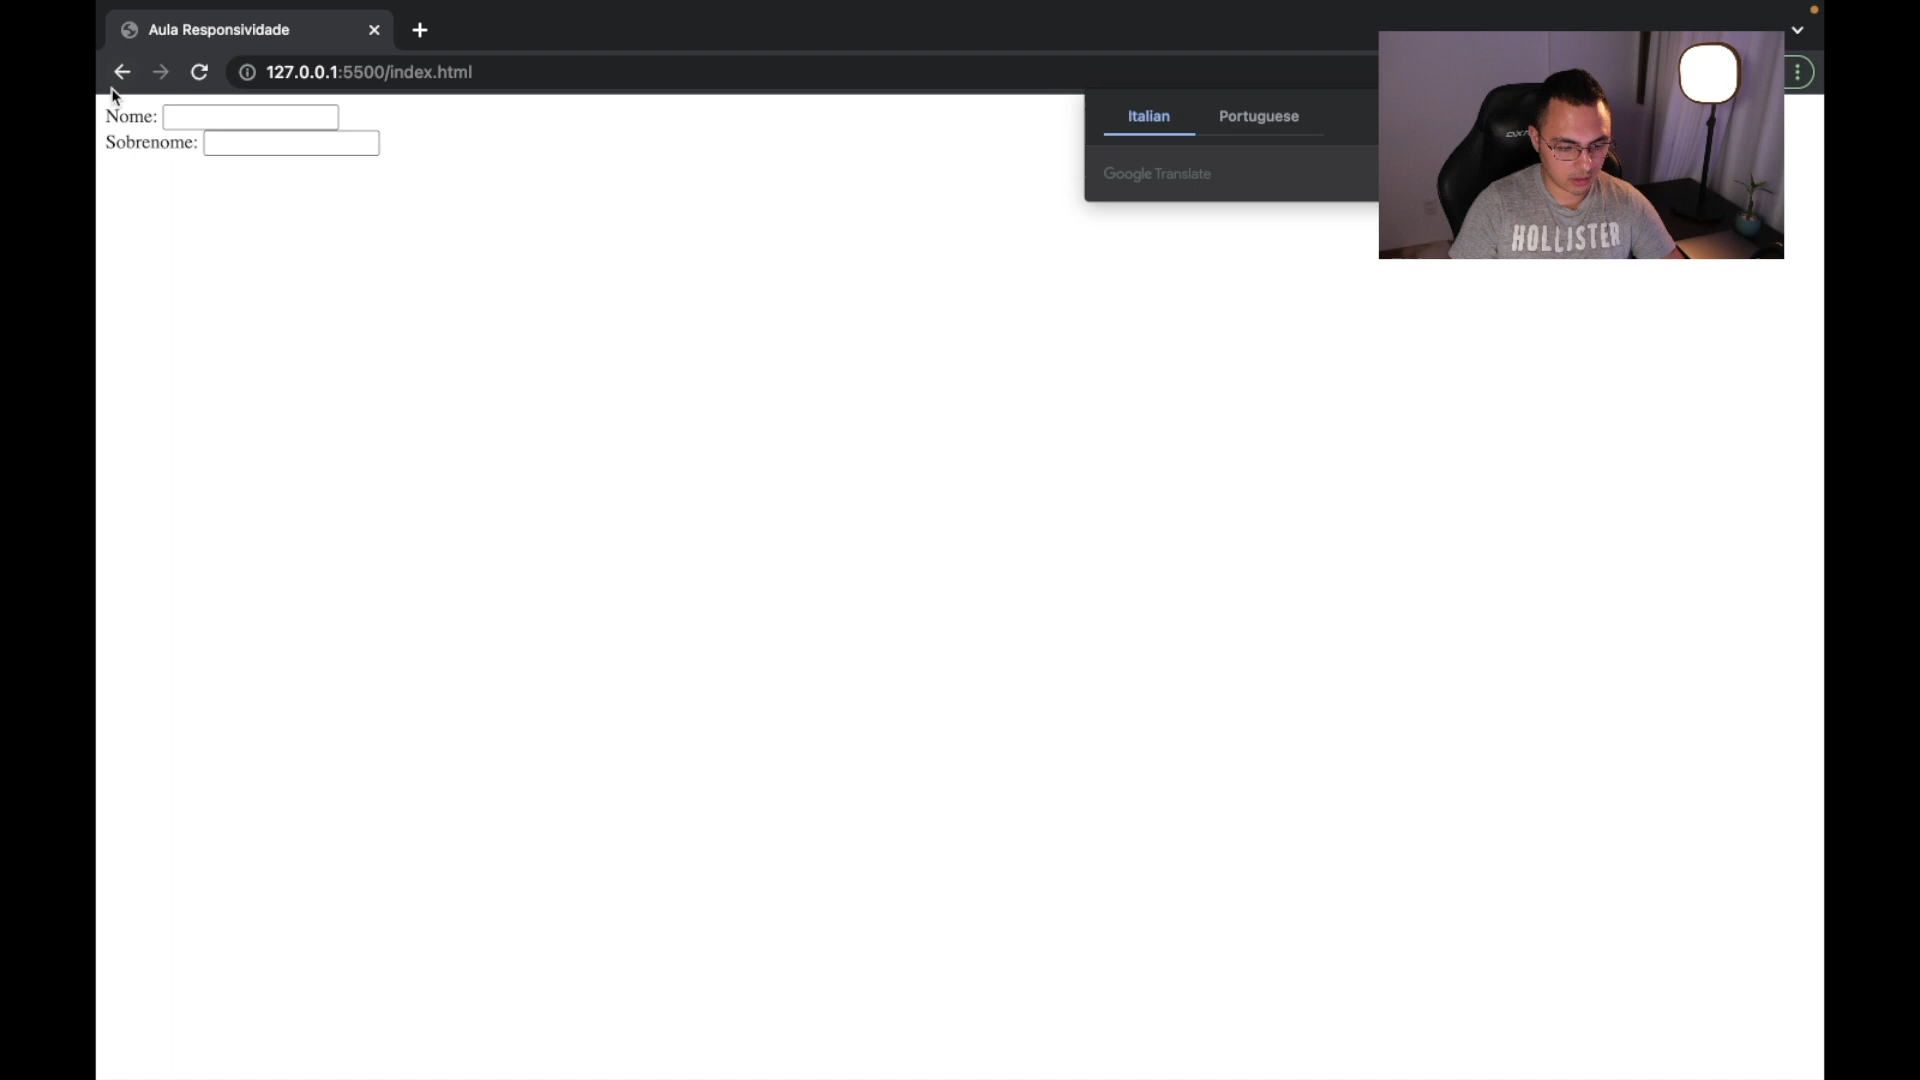 Aula Responsividade
127.0.0.1:5500/index.html
Nome:
Sobrenome:
Italian
Portuguese
Google Translate
HOLLISTER